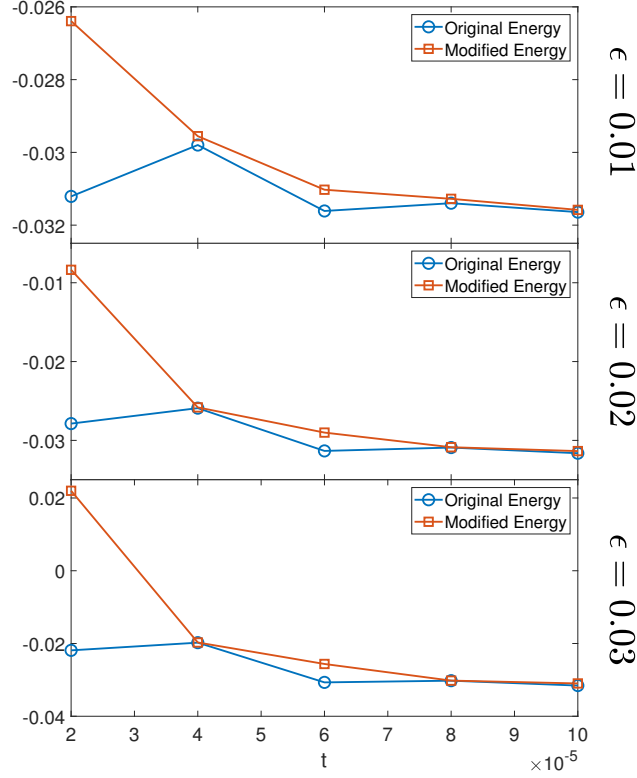 -0.026
-0.028
-0.03
-0.032
Original Energy
Modified Energy
ϵ = 0.01
-0.01
-0.02
-0.03
Original Energy
Modified Energy
ϵ = 0.02
0.02
0
-0.02
-0.04
Original Energy
Modified Energy
ϵ = 0.03
2 3 4 5 6 7 8 9 10
t
×10⁻⁵